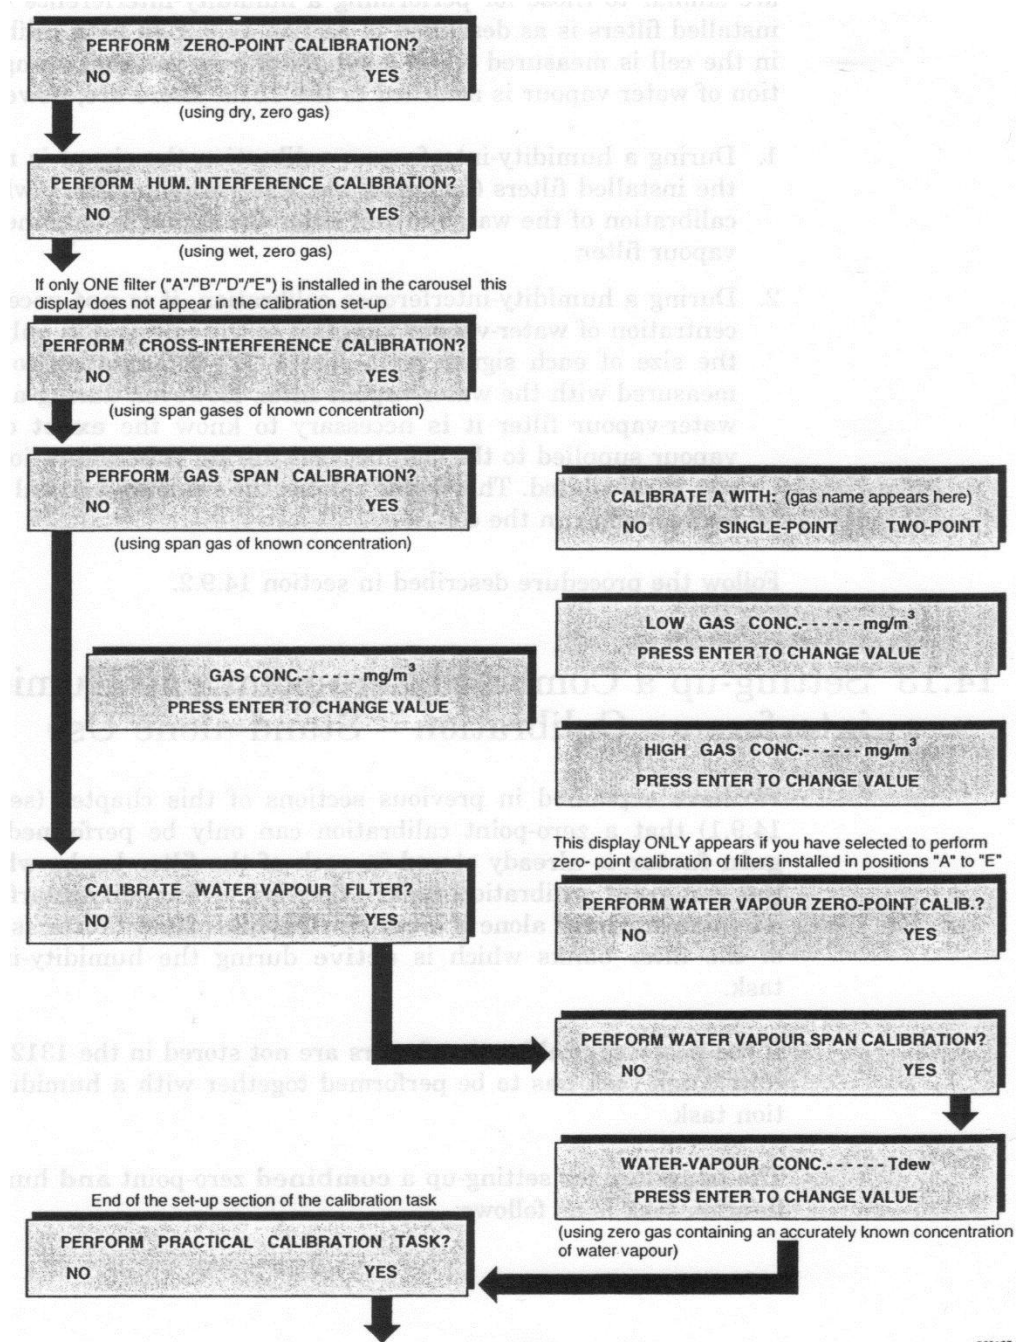 PERFORM ZERO-POINT CALIBRATION?
NO YES
(using dry, zero gas)
PERFORM HUM. INTERFERENCE CALIBRATION?
NO YES
(using wet, zero gas)
If only ONE filter ("A"/"B"/"D"/"E") is installed in the carousel this
display does not appear in the calibration set-up
PERFORM CROSS-INTERFERENCE CALIBRATION?
NO YES
(using span gases of known concentration)
PERFORM GAS SPAN CALIBRATION?
NO YES
(using span gas of known concentration)
CALIBRATE A WITH: (gas name appears here)
NO SINGLE-POINT TWO-POINT
LOW GAS CONC.- - - - - - mg/m³
PRESS ENTER TO CHANGE VALUE
GAS CONC.- - - - - - mg/m³
PRESS ENTER TO CHANGE VALUE
HIGH GAS CONC.- - - - - - mg/m³
PRESS ENTER TO CHANGE VALUE
This display ONLY appears if you have selected to perform
zero- point calibration of filters installed in positions "A" to "E"
CALIBRATE WATER VAPOUR FILTER?
NO YES
PERFORM WATER VAPOUR ZERO-POINT CALIB.?
NO YES
PERFORM WATER VAPOUR SPAN CALIBRATION?
NO YES
WATER-VAPOUR CONC.- - - - - - Tdew
PRESS ENTER TO CHANGE VALUE
(using zero gas containing an accurately known concentration
of water vapour)
End of the set-up section of the calibration task
PERFORM PRACTICAL CALIBRATION TASK?
NO YES